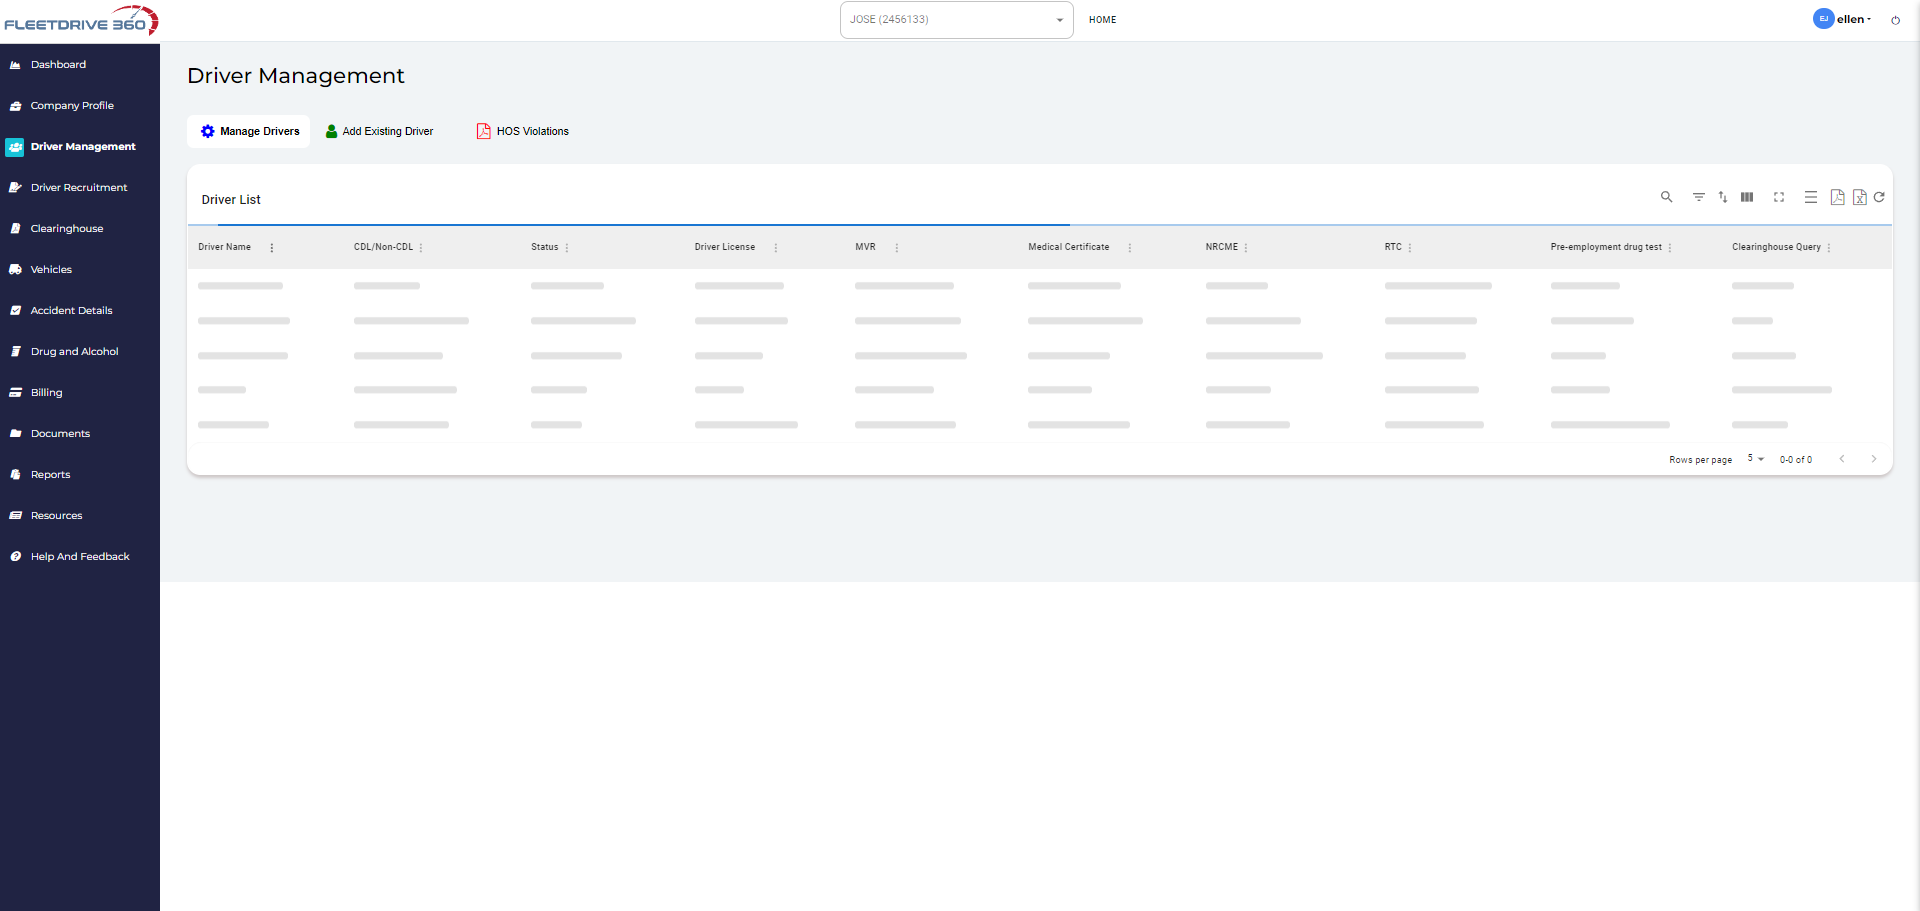 FLEETDRIVE 360
JOSE (2456133)
HOME
EJ
ellen
Dashboard
Company Profile
Driver Management
Driver Recruitment
Clearinghouse
Vehicles
Accident Details
Drug and Alcohol
Billing
Documents
Reports
Resources
Help And Feedback
Driver Management
Manage Drivers
Add Existing Driver
HOS Violations
Driver List
Driver Name
CDL/Non-CDL
Status
Driver License
MVR
Medical Certificate
NRCME
RTC
Pre-employment drug test
Clearinghouse Query
Rows per page
5
0-0 of 0